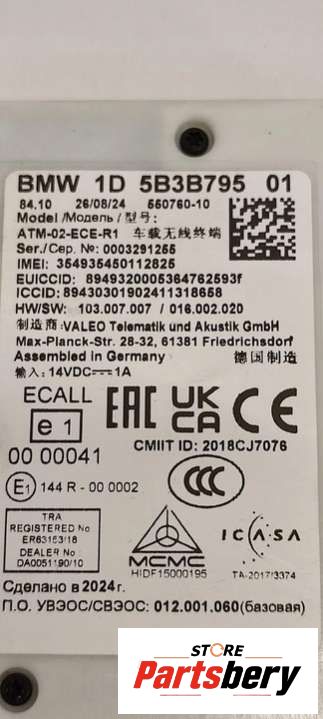 BMW 1D 5B3B795 01
84.10 26/08/24 550760-10
Model /Модель / 型号:
ATM-02-ECE-R1 车载无线终端
Ser./Сер. №: 0003291255
IMEI: 354935450112825
EUICCID: 8949320005364762593f
ICCID: 89430301902411318658
HW/SW: 103.007.007 / 016.002.020
制造商: VALEO Telematik und Akustik GmbH
Max-Planck-Str. 28-32, 61381 Friedrichsdorf
Assembled in Germany 德国制造
输入: 14VDC⎓1A
ECALL
e 1
00 00041
EAC UK CA CE
CMIIT ID: 2018CJ7076
E1 144 R - 00 0002
CCC
TRA
REGISTERED No
ER63153/18
DEALER No
DA0051190/10
MCMC
HIDF15000195
ICASA
TA-2017/3374
Сделано в 2024г.
П.О. УВЭОС/СВЭОС: 012.001.060(базовая)
STORE
Partsbery